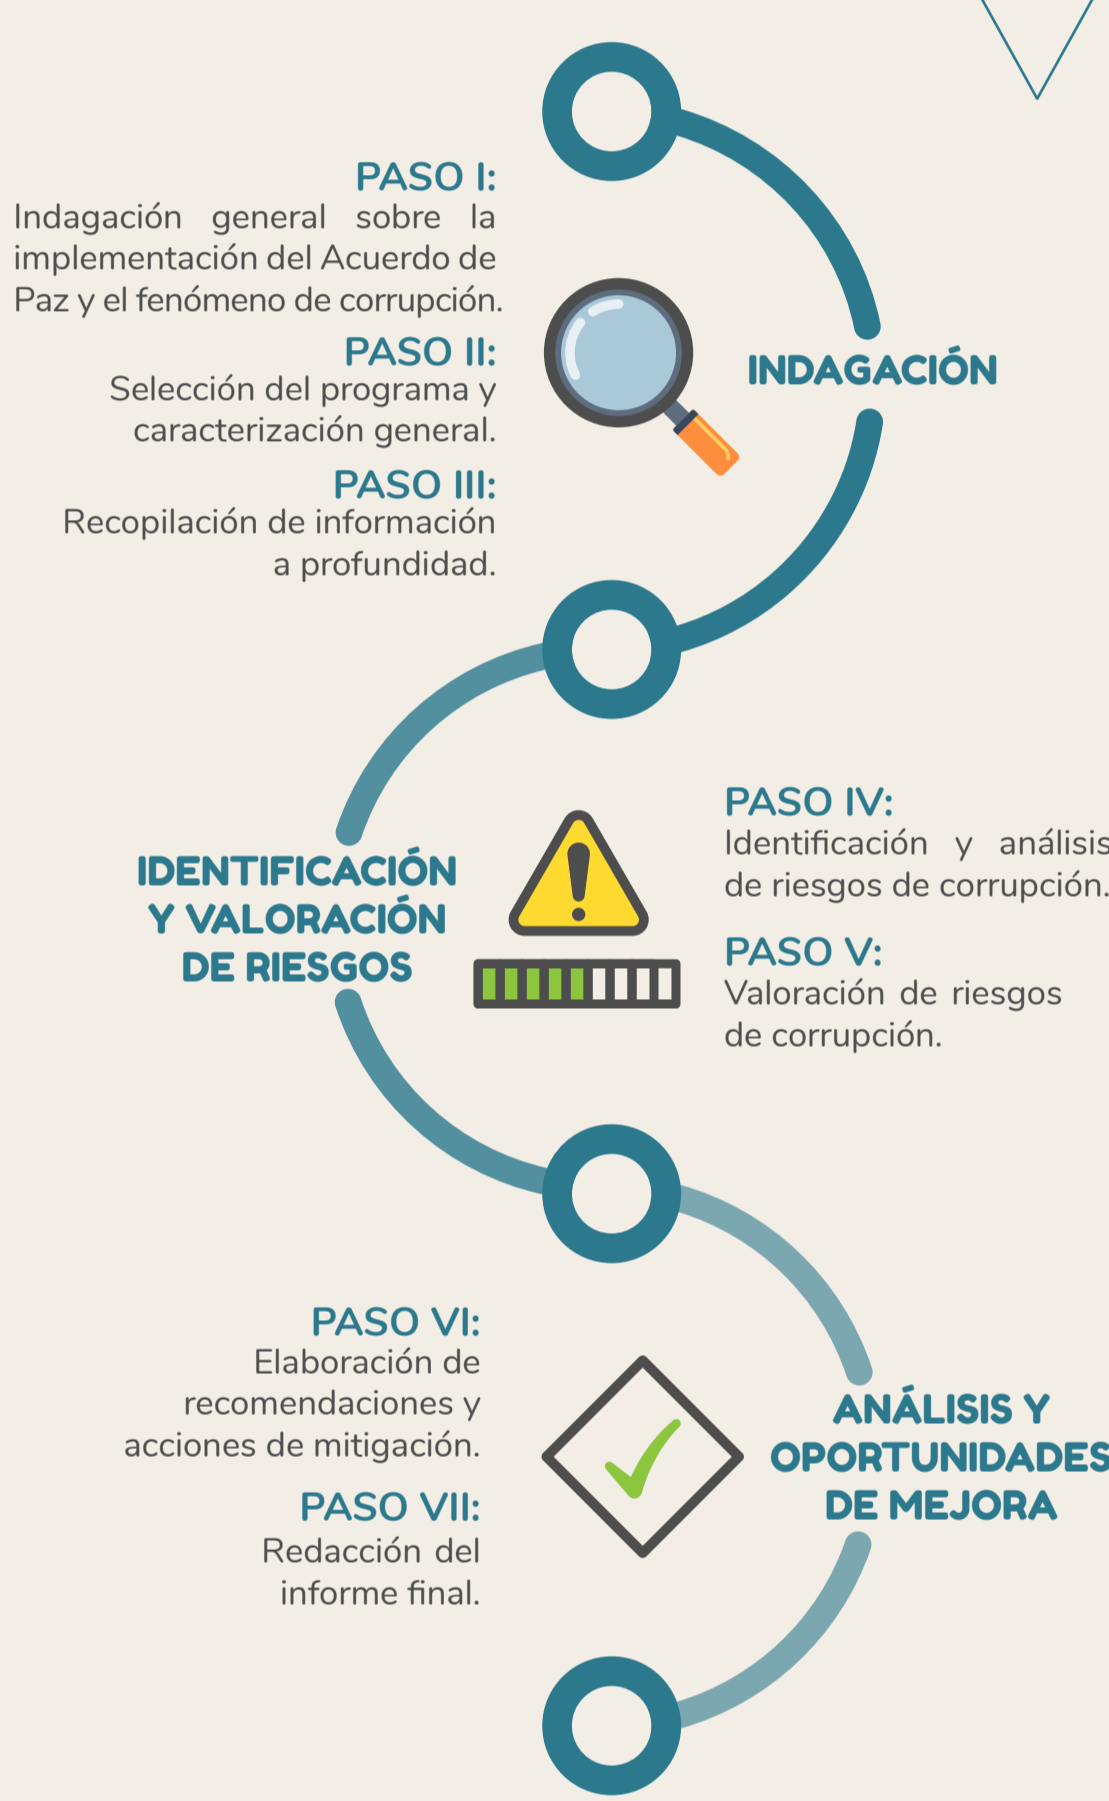 PASO I:
Indagación general sobre la
implementación del Acuerdo de
Paz y el fenómeno de corrupción.
PASO II:
Selección del programa y
caracterización general.
PASO III:
Recopilación de información
a profundidad.
INDAGACIÓN
IDENTIFICACIÓN
Y VALORACIÓN
DE RIESGOS
PASO IV:
Identificación y análisis
de riesgos de corrupción.
PASO V:
Valoración de riesgos
de corrupción.
PASO VI:
Elaboración de
recomendaciones y
acciones de mitigación.
PASO VII:
Redacción del
informe final.
ANÁLISIS Y
OPORTUNIDADES
DE MEJORA